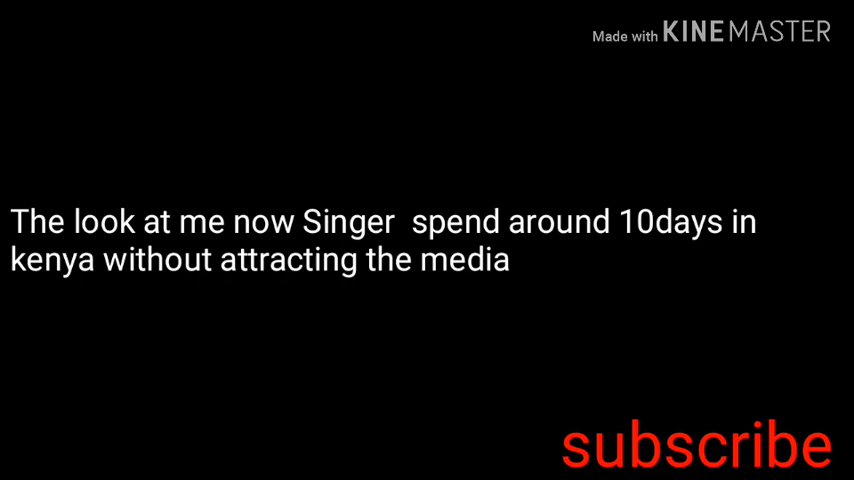 Made with KINEMASTER
The look at me now Singer  spend around 10days in
kenya without attracting the media
subscribe